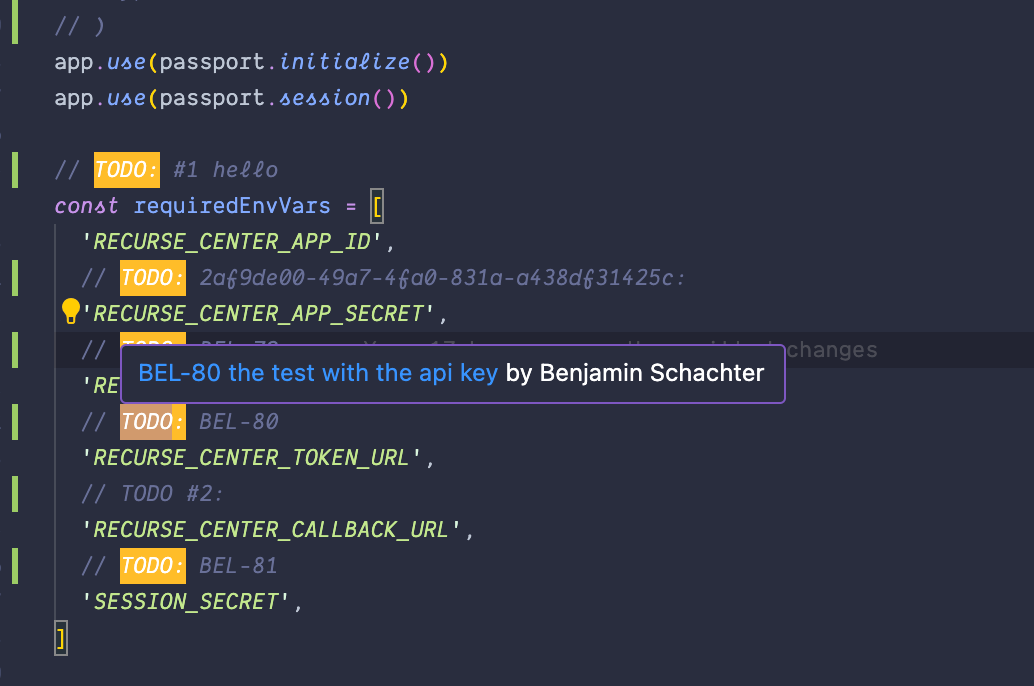 // )
app.use(passport.initialize())
app.use(passport.session())
// TODO: #1 hello
const requiredEnvVars = [
'RECURSE_CENTER_APP_ID',
// TODO: 2af9de00-49a7-4fa0-831a-a438df31425c:
'RECURSE_CENTER_APP_SECRET',
// changes
BEL-80 the test with the api key by Benjamin Schachter
'RE
// TODO: BEL-80
'RECURSE_CENTER_TOKEN_URL',
// TODO #2:
'RECURSE_CENTER_CALLBACK_URL',
// TODO: BEL-81
'SESSION_SECRET',
]